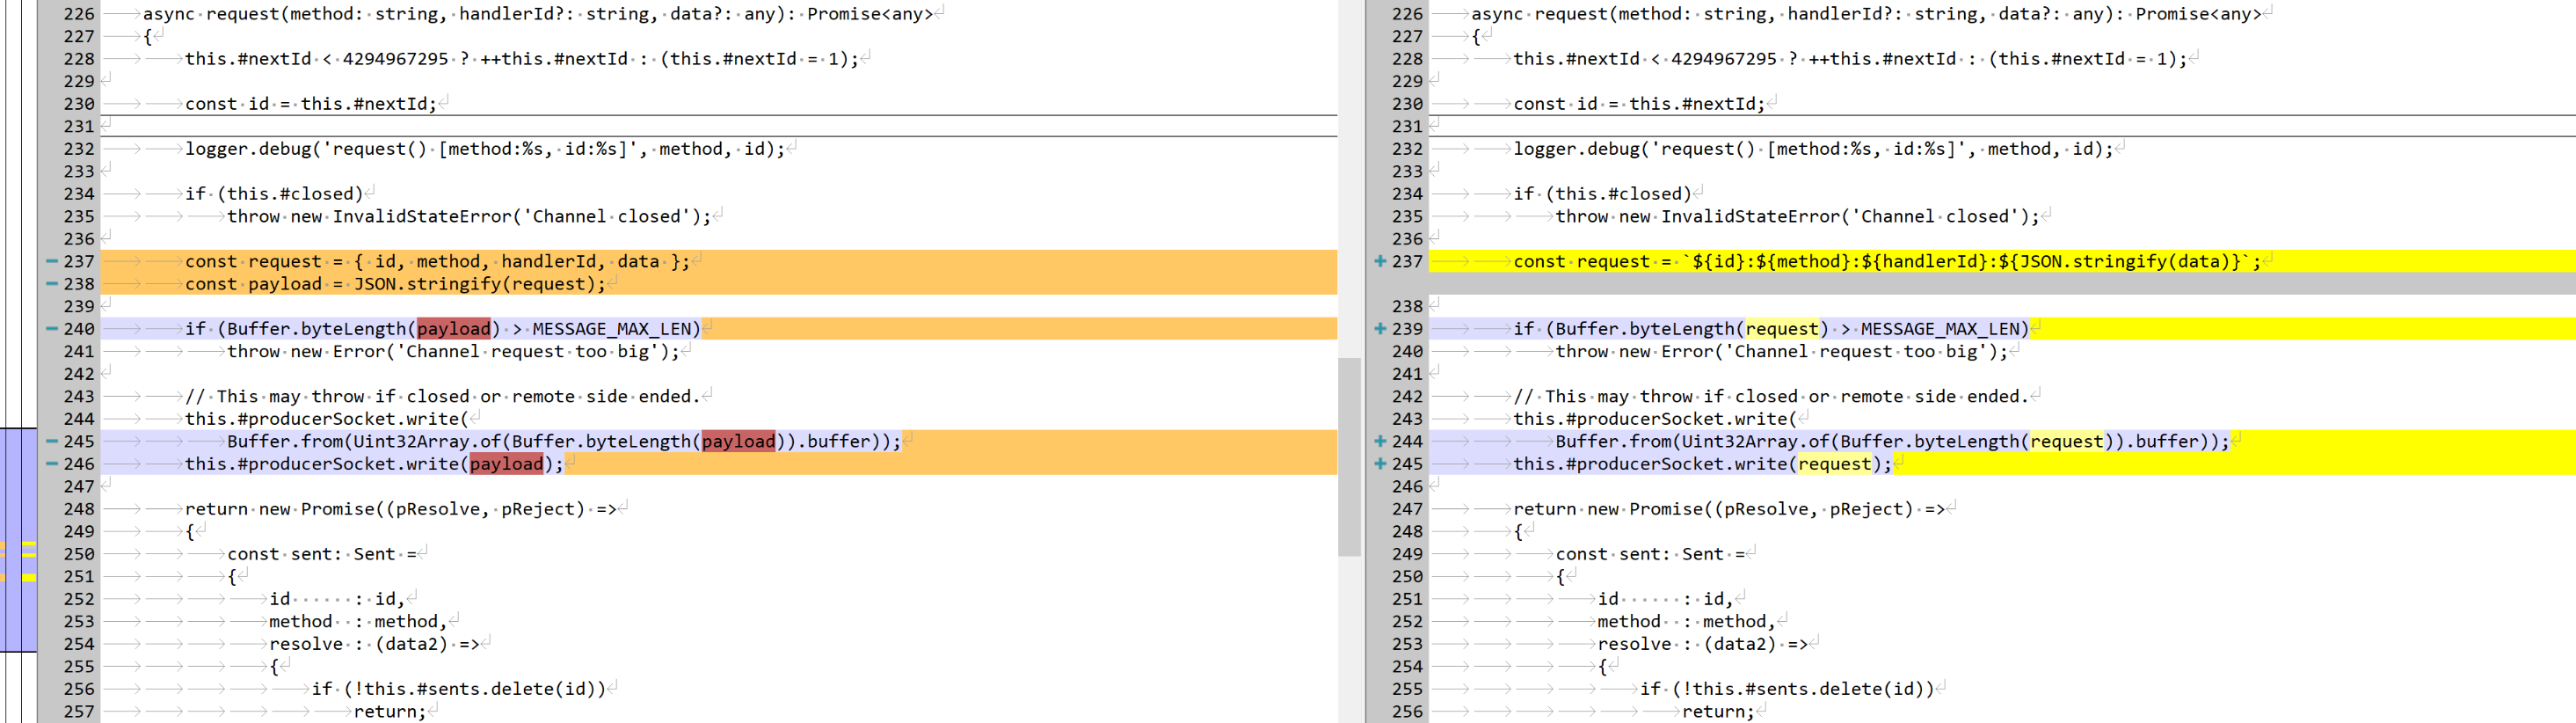 226 async request(method: string, handlerId?: string, data?: any): Promise<any>
227 {
228 this.#nextId < 4294967295 ? ++this.#nextId : (this.#nextId = 1);
229
230 const id = this.#nextId;
231
232 logger.debug('request() [method:%s, id:%s]', method, id);
233
234 if (this.#closed)
235 throw new InvalidStateError('Channel closed');
236
237 const request = { id, method, handlerId, data };
238 const payload = JSON.stringify(request);
239
240 if (Buffer.byteLength(payload) > MESSAGE_MAX_LEN)
241 throw new Error('Channel request too big');
242
243 // This may throw if closed or remote side ended.
244 this.#producerSocket.write(
245 Buffer.from(Uint32Array.of(Buffer.byteLength(payload)).buffer));
246 this.#producerSocket.write(payload);
247
248 return new Promise((pResolve, pReject) =>
249 {
250 const sent: Sent =
251 {
252 id      : id,
253 method  : method,
254 resolve : (data2) =>
255 {
256 if (!this.#sents.delete(id))
257 return;
226 async request(method: string, handlerId?: string, data?: any): Promise<any>
227 {
228 this.#nextId < 4294967295 ? ++this.#nextId : (this.#nextId = 1);
229
230 const id = this.#nextId;
231
232 logger.debug('request() [method:%s, id:%s]', method, id);
233
234 if (this.#closed)
235 throw new InvalidStateError('Channel closed');
236
237 const request = `${id}:${method}:${handlerId}:${JSON.stringify(data)}`;
238
239 if (Buffer.byteLength(request) > MESSAGE_MAX_LEN)
240 throw new Error('Channel request too big');
241
242 // This may throw if closed or remote side ended.
243 this.#producerSocket.write(
244 Buffer.from(Uint32Array.of(Buffer.byteLength(request)).buffer));
245 this.#producerSocket.write(request);
246
247 return new Promise((pResolve, pReject) =>
248 {
249 const sent: Sent =
250 {
251 id      : id,
252 method  : method,
253 resolve : (data2) =>
254 {
255 if (!this.#sents.delete(id))
256 return;